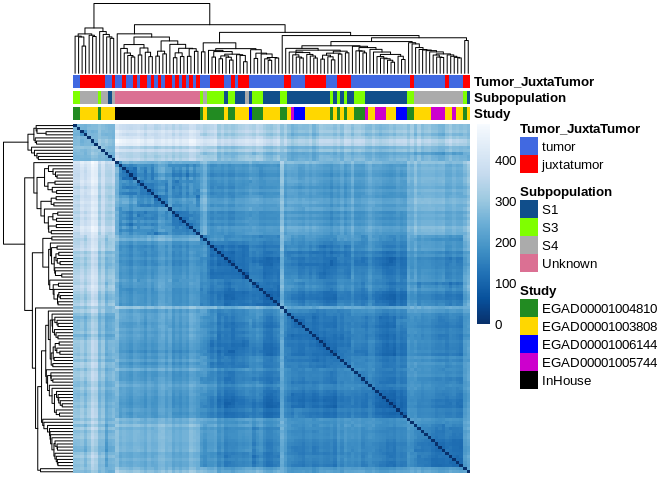 Tumor_JuxtaTumor
Subpopulation
Study
400
300
200
100
0
Tumor_JuxtaTumor
tumor
juxtatumor
Subpopulation
S1
S3
S4
Unknown
Study
EGAD00001004810
EGAD00001003808
EGAD00001006144
EGAD00001005744
InHouse